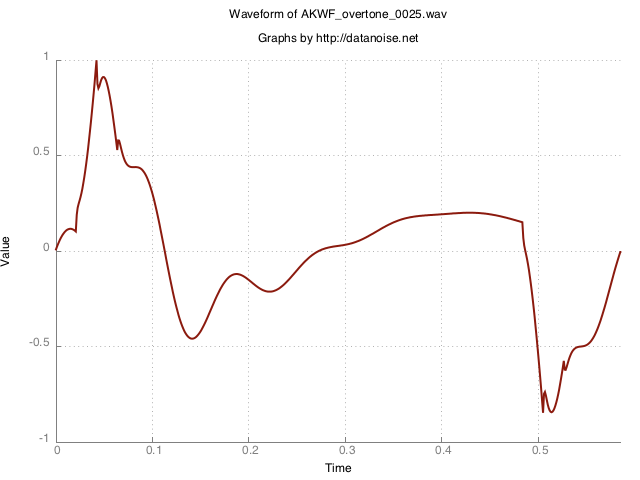 Waveform of AKWF_overtone_0025.wav
Graphs by http://datanoise.net
1
0.5
0
-0.5
-1
Value
0 0.1 0.2 0.3 0.4 0.5
Time